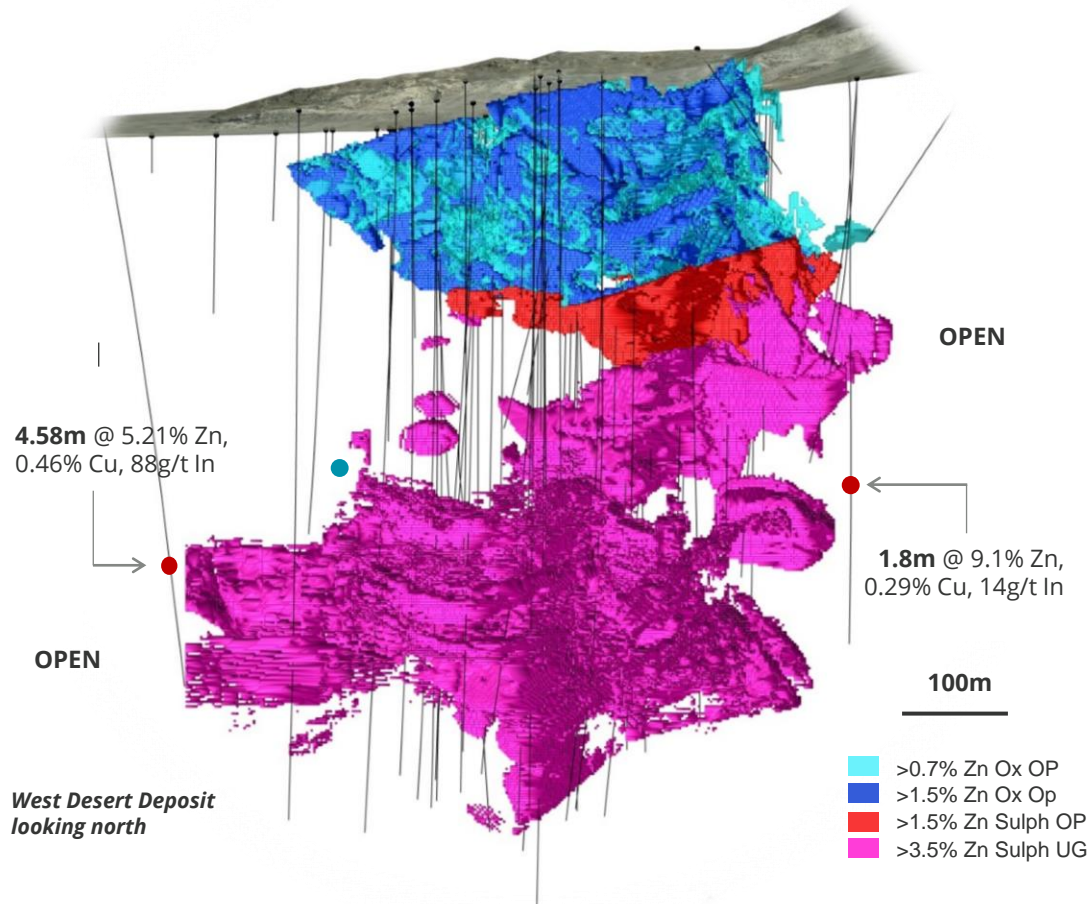 OPEN
4.58m @ 5.21% Zn,
0.46% Cu, 88g/t In
1.8m @ 9.1% Zn,
0.29% Cu, 14g/t In
OPEN
100m
>0.7% Zn Ox OP
>1.5% Zn Ox Op
>1.5% Zn Sulph OP
>3.5% Zn Sulph UG
West Desert Deposit
looking north